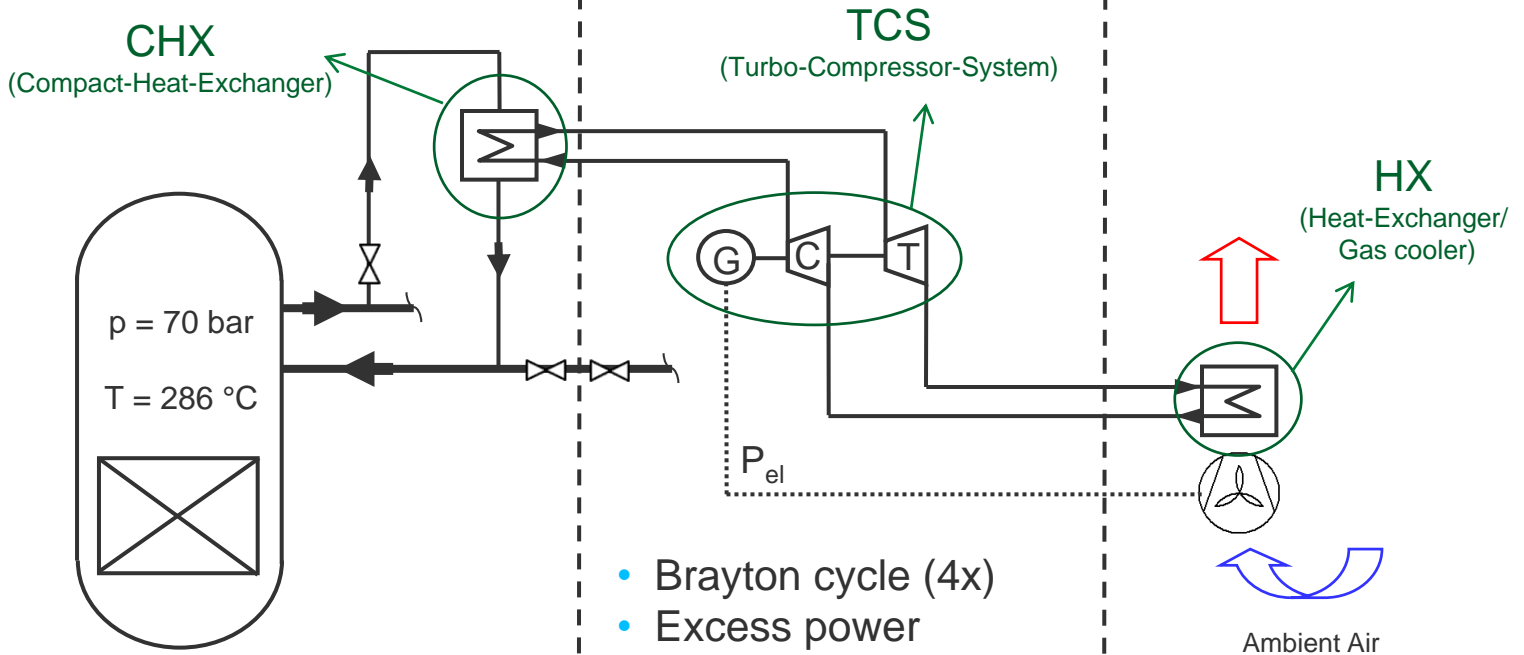 CHX
(Compact-Heat-Exchanger)
TCS
(Turbo-Compressor-System)
HX
(Heat-Exchanger/
Gas cooler)
G
C
T
p = 70 bar
T = 286 °C
Pel
• Brayton cycle (4x)
• Excess power
Ambient Air